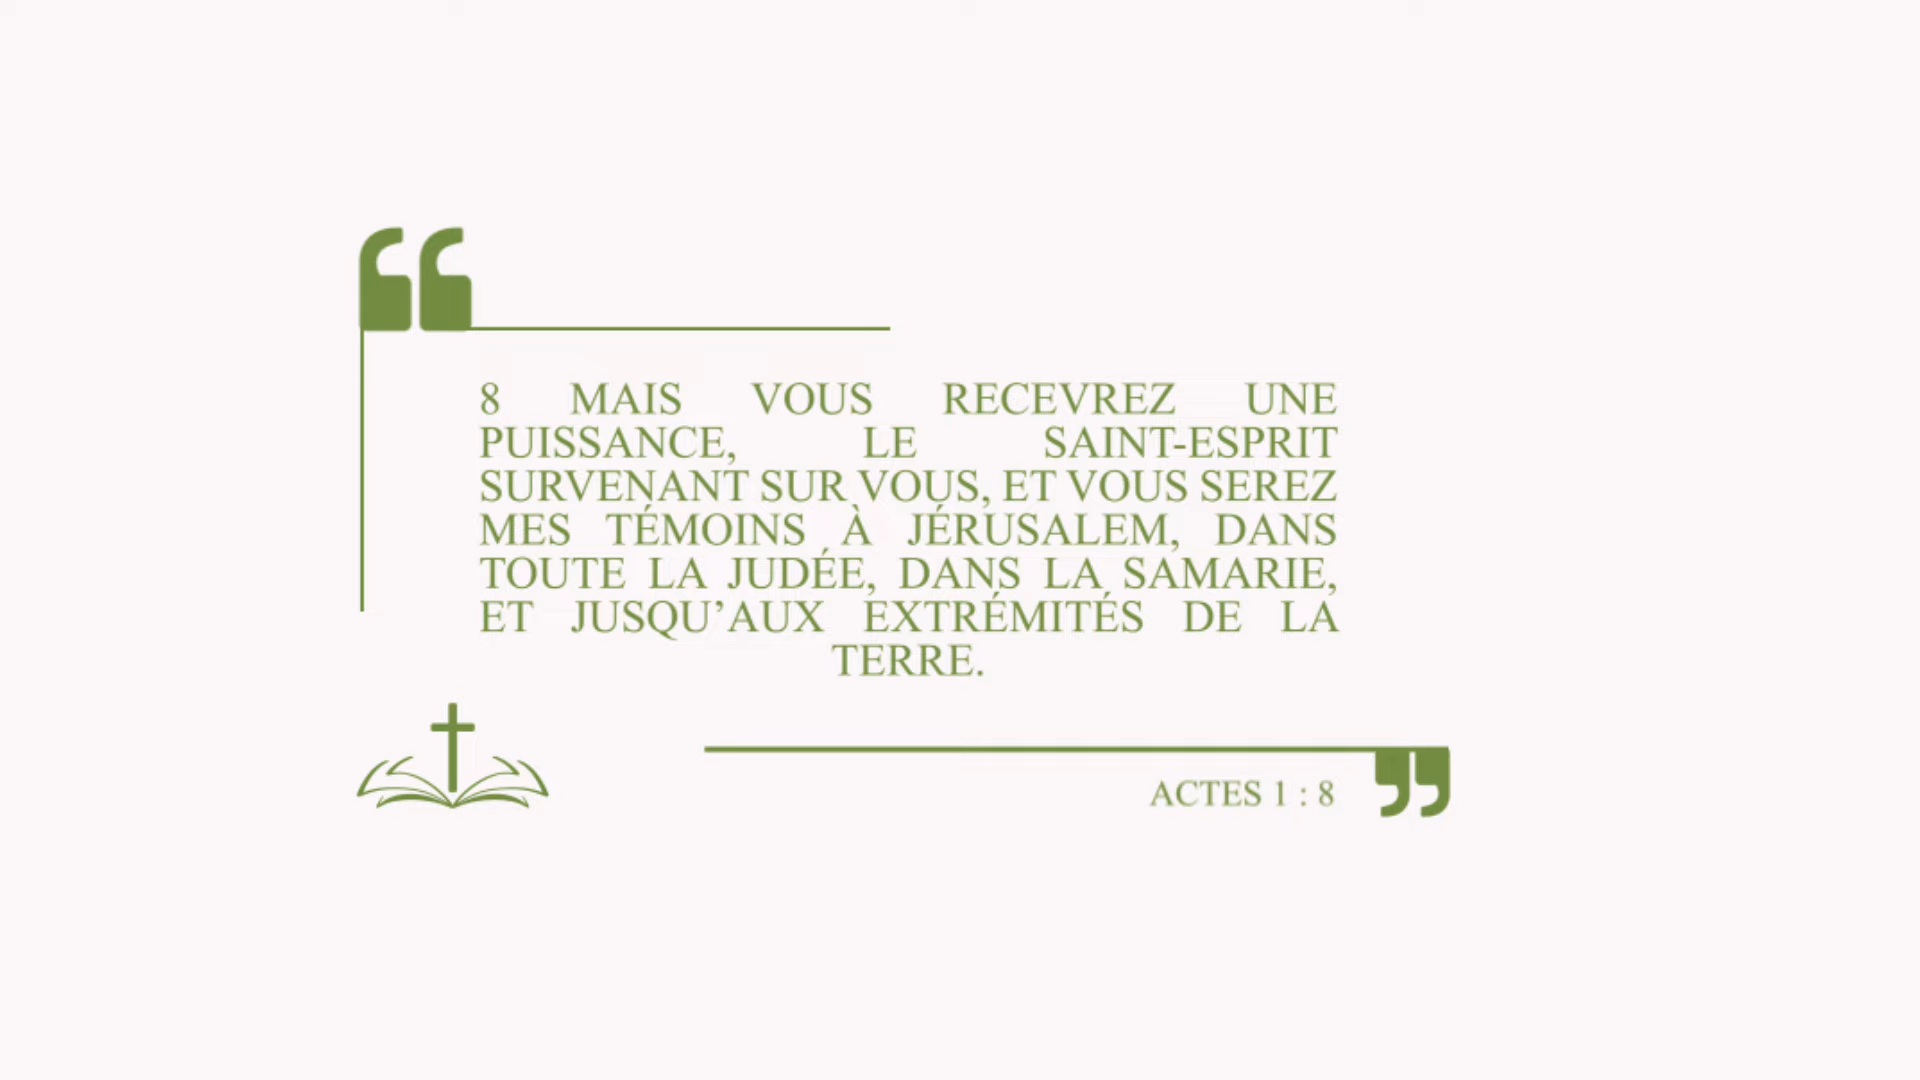 8 MAIS VOUS RECEVREZ UNE
PUISSANCE, LE SAINT-ESPRIT
SURVENANT SUR VOUS, ET VOUS SEREZ
MES TÉMOINS À JÉRUSALEM, DANS
TOUTE LA JUDÉE, DANS LA SAMARIE,
ET JUSQU’AUX EXTRÉMITÉS DE LA
TERRE.
ACTES 1 : 8